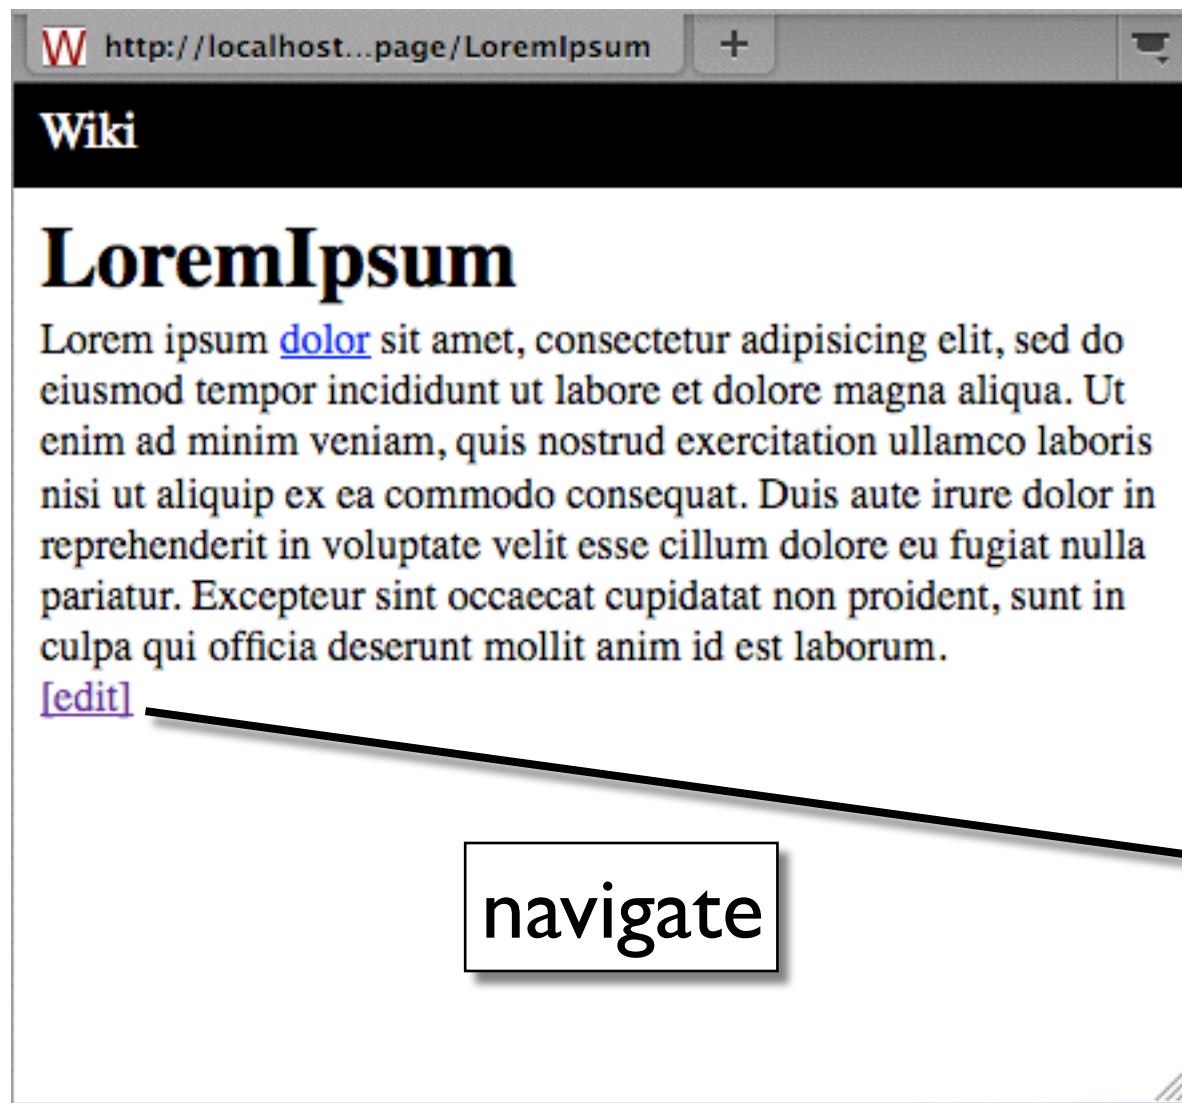 W http://localhost...page/LoremIpsum +
Wiki
LoremIpsum
Lorem ipsum dolor sit amet, consectetur adipisicing elit, sed do
eiusmod tempor incididunt ut labore et dolore magna aliqua. Ut
enim ad minim veniam, quis nostrud exercitation ullamco laboris
nisi ut aliquip ex ea commodo consequat. Duis aute irure dolor in
reprehenderit in voluptate velit esse cillum dolore eu fugiat nulla
pariatur. Excepteur sint occaecat cupidatat non proident, sunt in
culpa qui officia deserunt mollit anim id est laborum.
[edit]
navigate